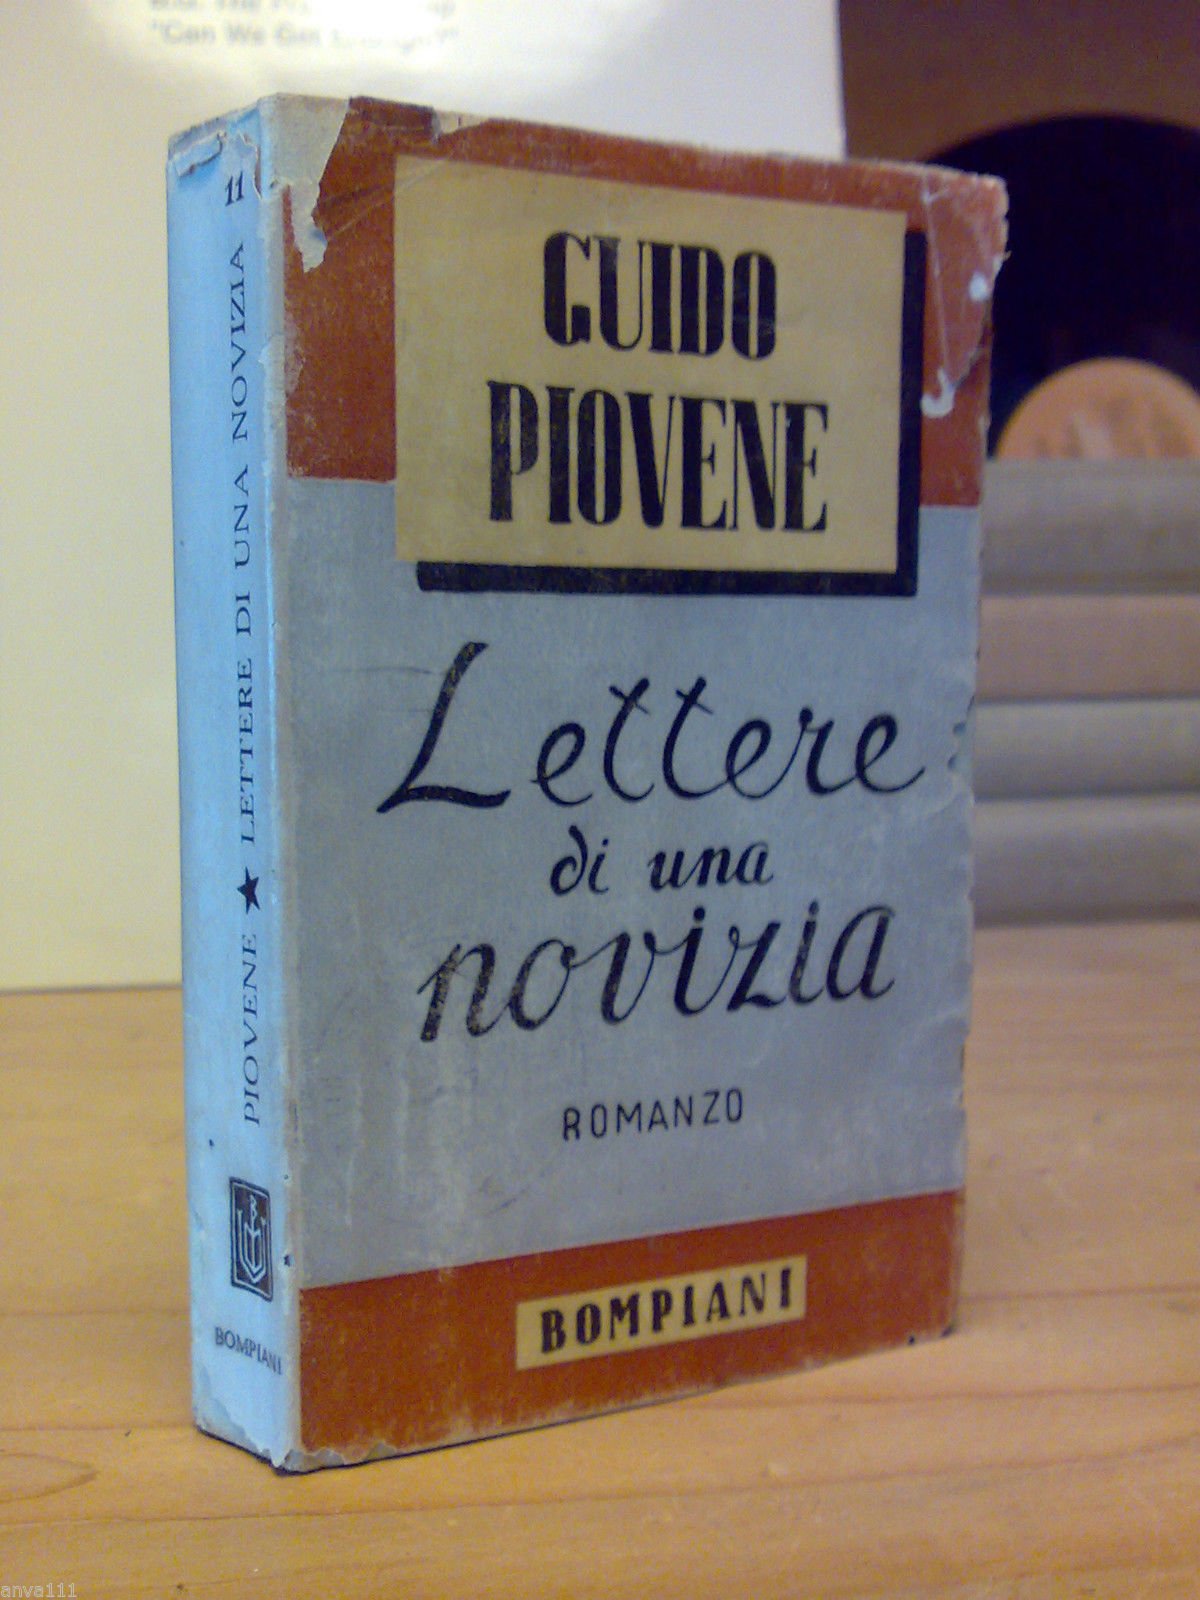 "Can We Get
GUIDO
PIOVENE
Lettere
di una
novizia
ROMANZO
BOMPIANI
PIOVENE ★ LETTERE DI UNA NOVIZIA 11
B
BOMPIANI
anva111